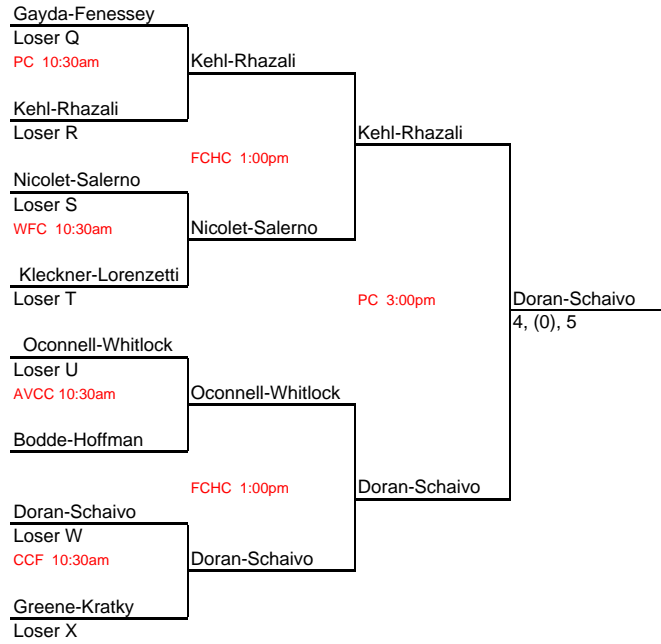 Gayda-Fenessey
Loser Q
PC 10:30am
Kehl-Rhazali
Kehl-Rhazali
Loser R
Kehl-Rhazali
FCHC 1:00pm
Nicolet-Salerno
Loser S
WFC 10:30am
Nicolet-Salerno
Kleckner-Lorenzetti
Loser T
PC 3:00pm
Doran-Schaivo
4, (0), 5
Oconnell-Whitlock
Loser U
AVCC 10:30am
Oconnell-Whitlock
Bodde-Hoffman
FCHC 1:00pm
Doran-Schaivo
Doran-Schaivo
Loser W
CCF 10:30am
Doran-Schaivo
Greene-Kratky
Loser X